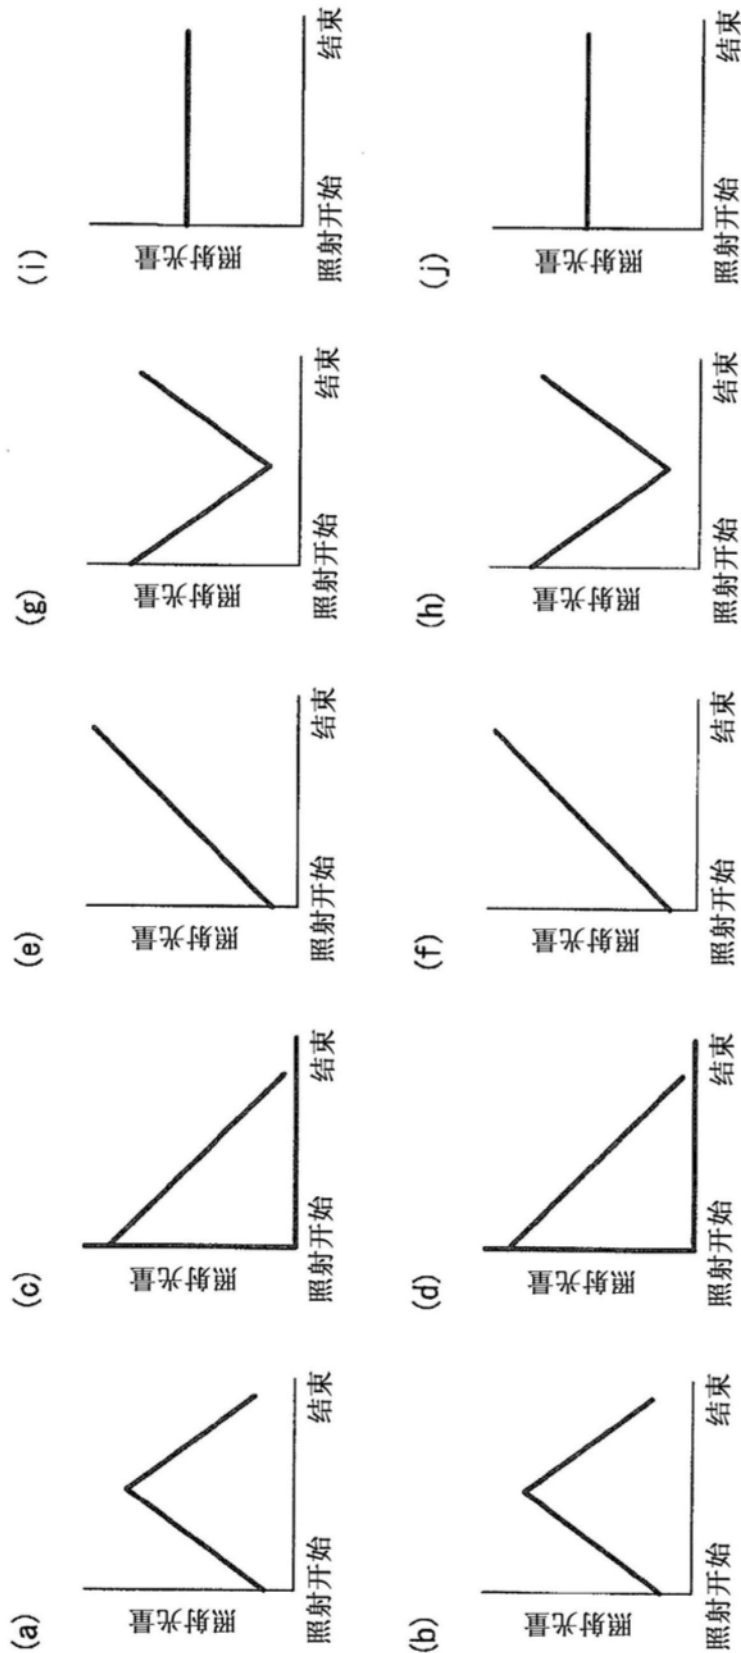 (a)
照射光量
照射开始 结束
(c)
照射光量
照射开始 结束
(e)
照射光量
照射开始 结束
(g)
照射光量
照射开始 结束
(i)
照射光量
照射开始 结束
(b)
照射光量
照射开始 结束
(d)
照射光量
照射开始 结束
(f)
照射光量
照射开始 结束
(h)
照射光量
照射开始 结束
(j)
照射光量
照射开始 结束